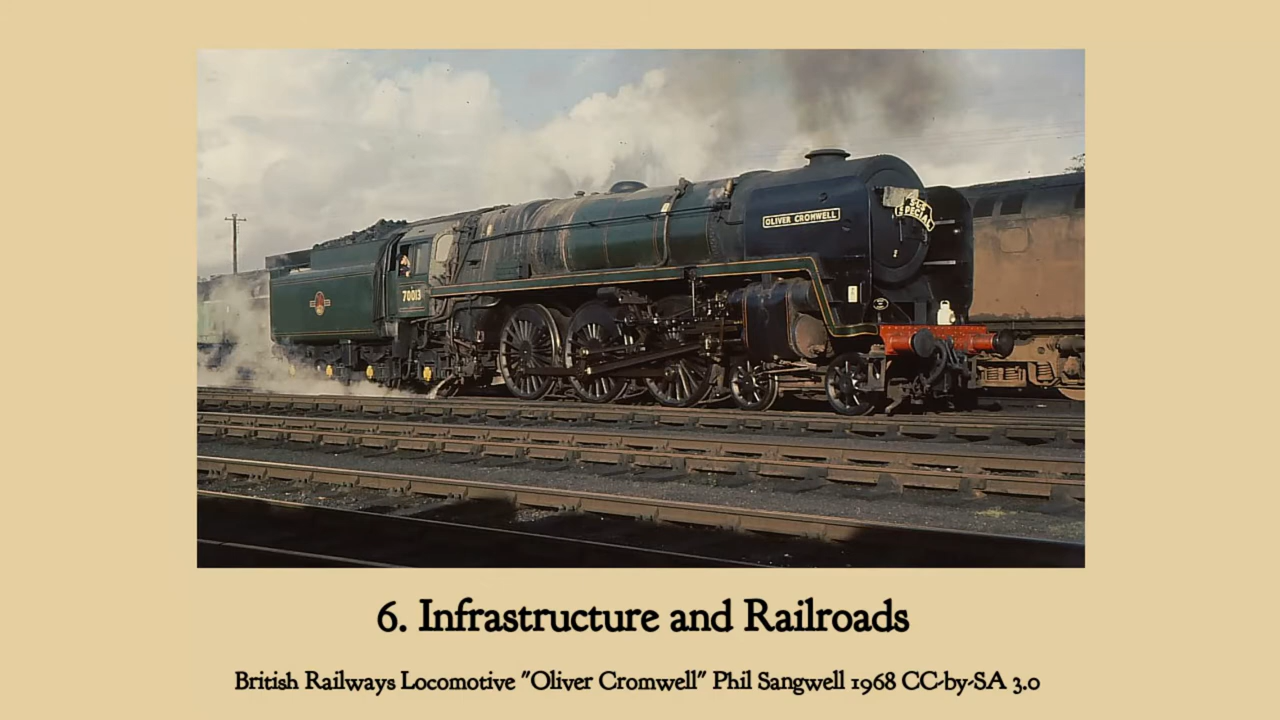 OLIVER CROMWELL
SPECIAL
70013
6. Infrastructure and Railroads
British Railways Locomotive "Oliver Cromwell" Phil Sangwell 1968 CC-by-SA 3.0